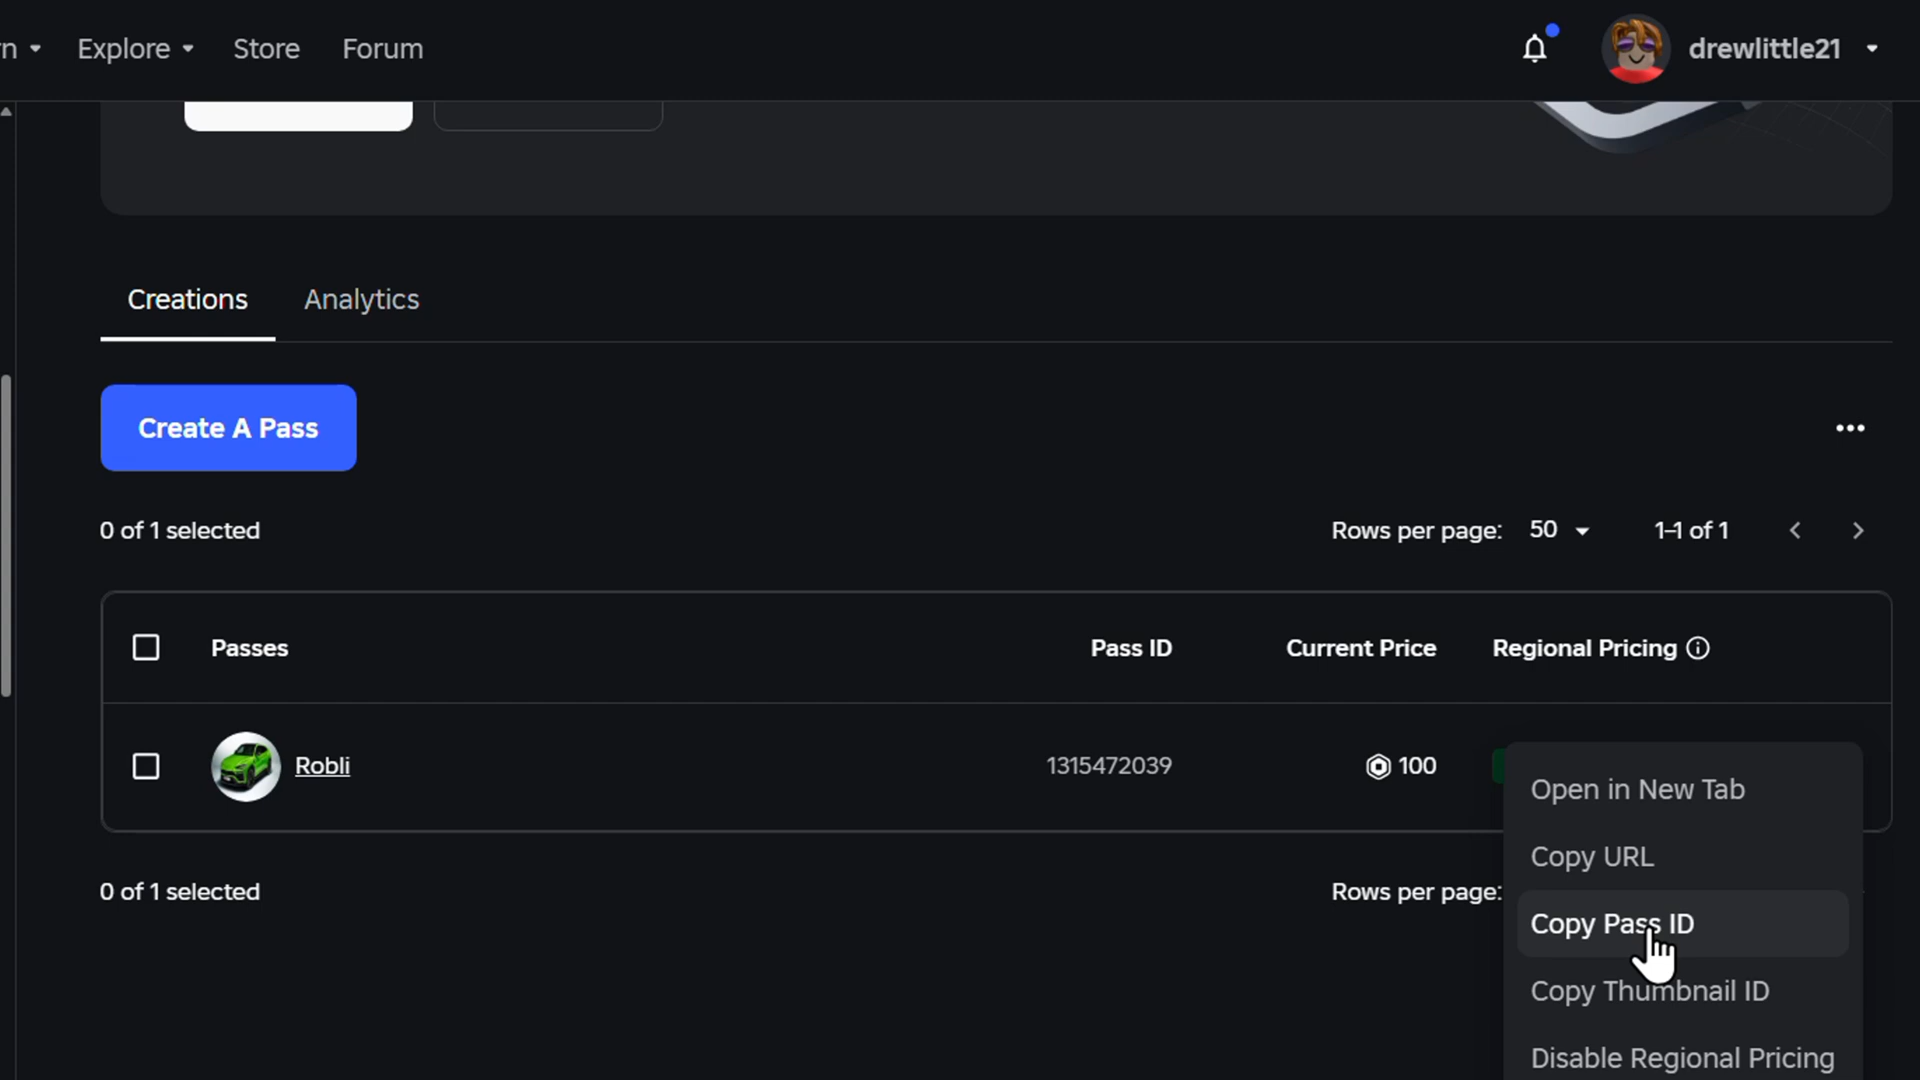 Explore
Store
Forum
drewlittle21
Creations
Analytics
Create A Pass
0 of 1 selected
Rows per page: 50
1-1 of 1
Passes
Pass ID
Current Price
Regional Pricing
Robli
1315472039
100
Open in New Tab
Copy URL
Copy Pass ID
Copy Thumbnail ID
Disable Regional Pricing
0 of 1 selected
Rows per page: